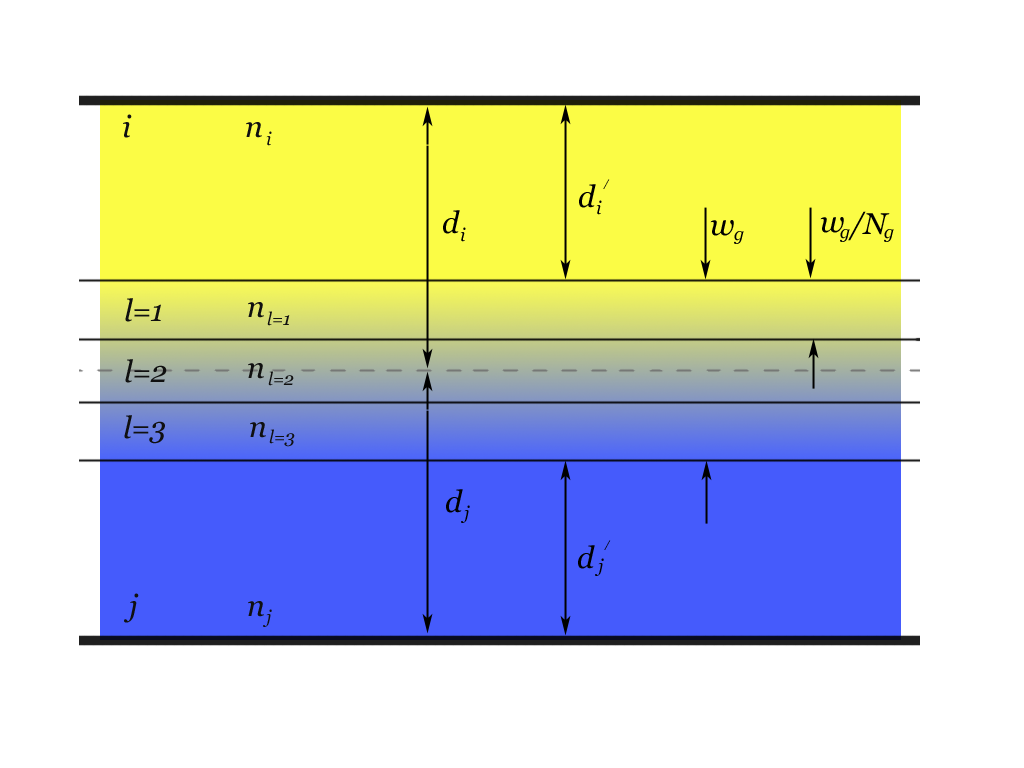 i n_i
d_i d_i′ w_g w_g/N_g
l=1 n_l=1
l=2 n_l=2
l=3 n_l=3
d_j d_j′
j n_j